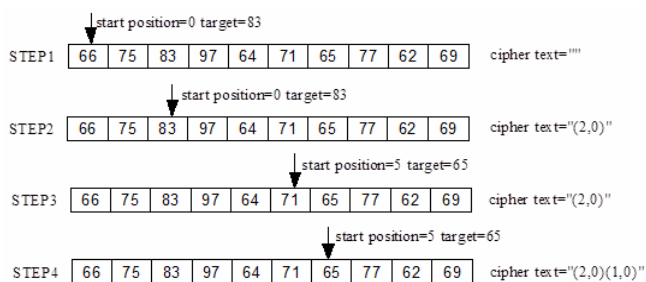 start position=0 target=83
STEP1 66 75 83 97 64 71 65 77 62 69 cipher text=""
start position=0 target=83
STEP2 66 75 83 97 64 71 65 77 62 69 cipher text="(2,0)"
start position=5 target=65
STEP3 66 75 83 97 64 71 65 77 62 69 cipher text="(2,0)"
start position=5 target=65
STEP4 66 75 83 97 64 71 65 77 62 69 cipher text="(2,0)(1,0)"